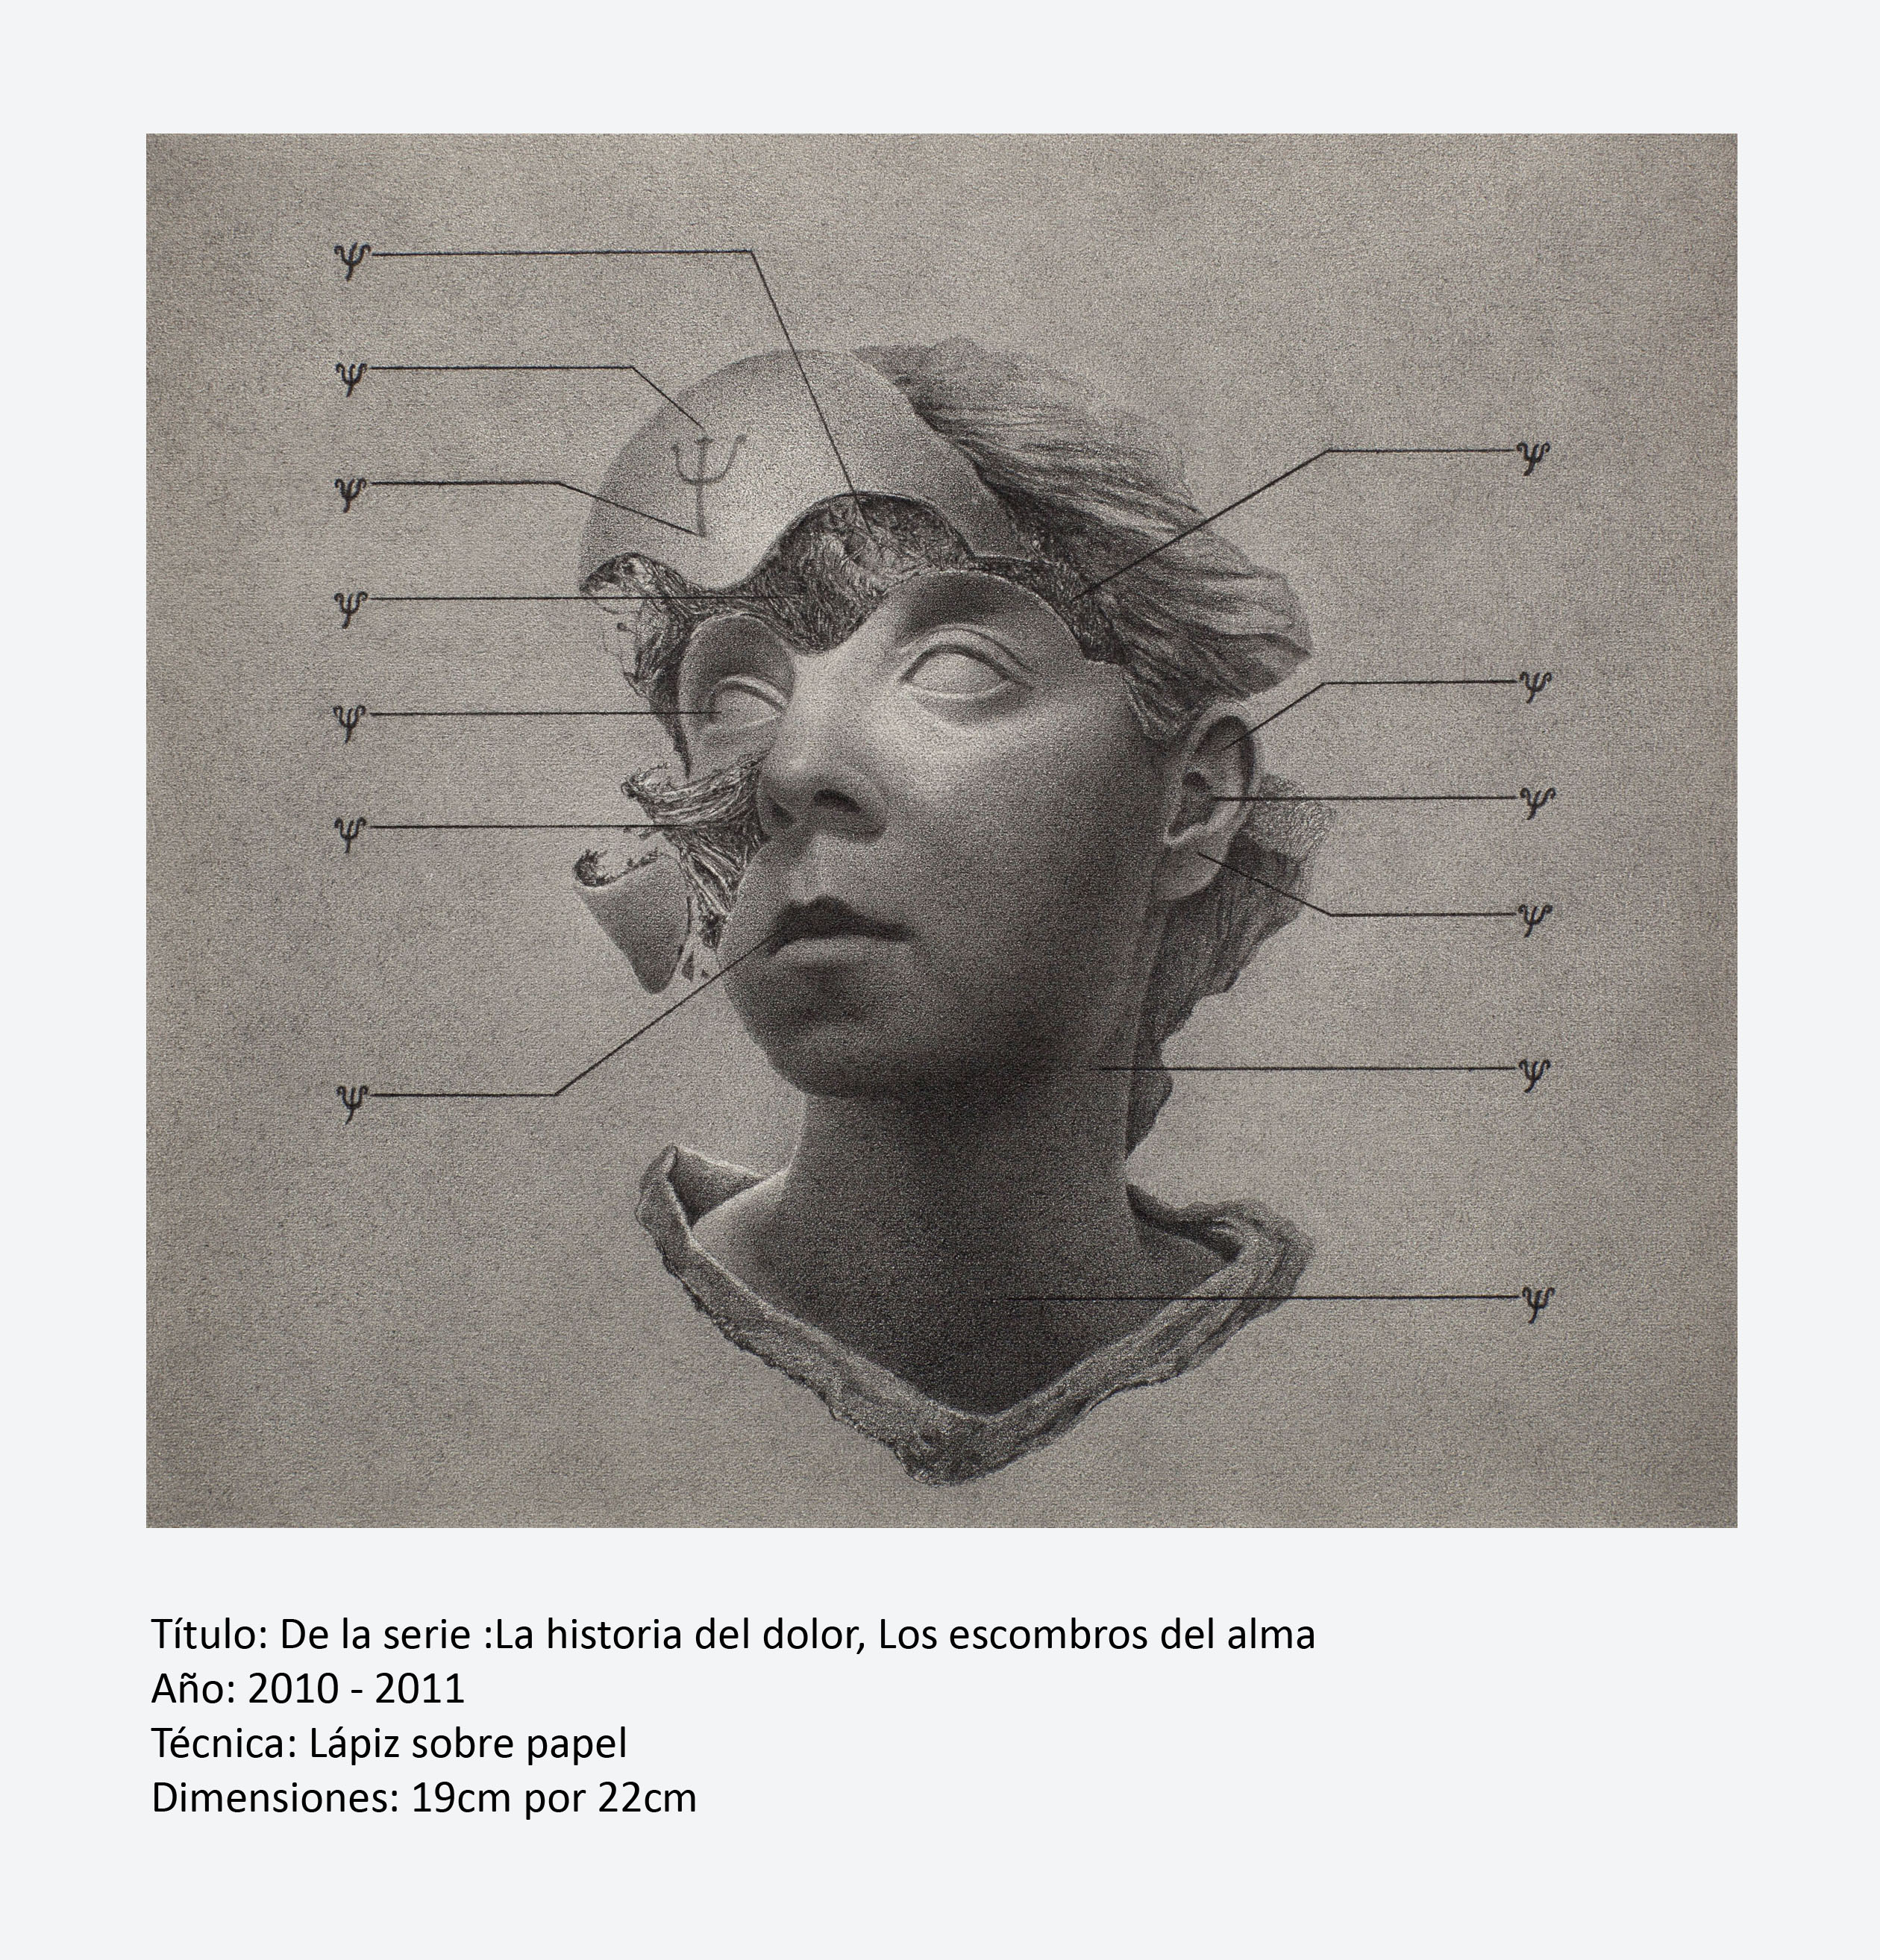 ψ
ψ
ψ
ψ
ψ
ψ
ψ
ψ
ψ
ψ
ψ
ψ
ψ
ψ
Título: De la serie :La historia del dolor, Los escombros del alma
Año: 2010 - 2011
Técnica: Lápiz sobre papel
Dimensiones: 19cm por 22cm